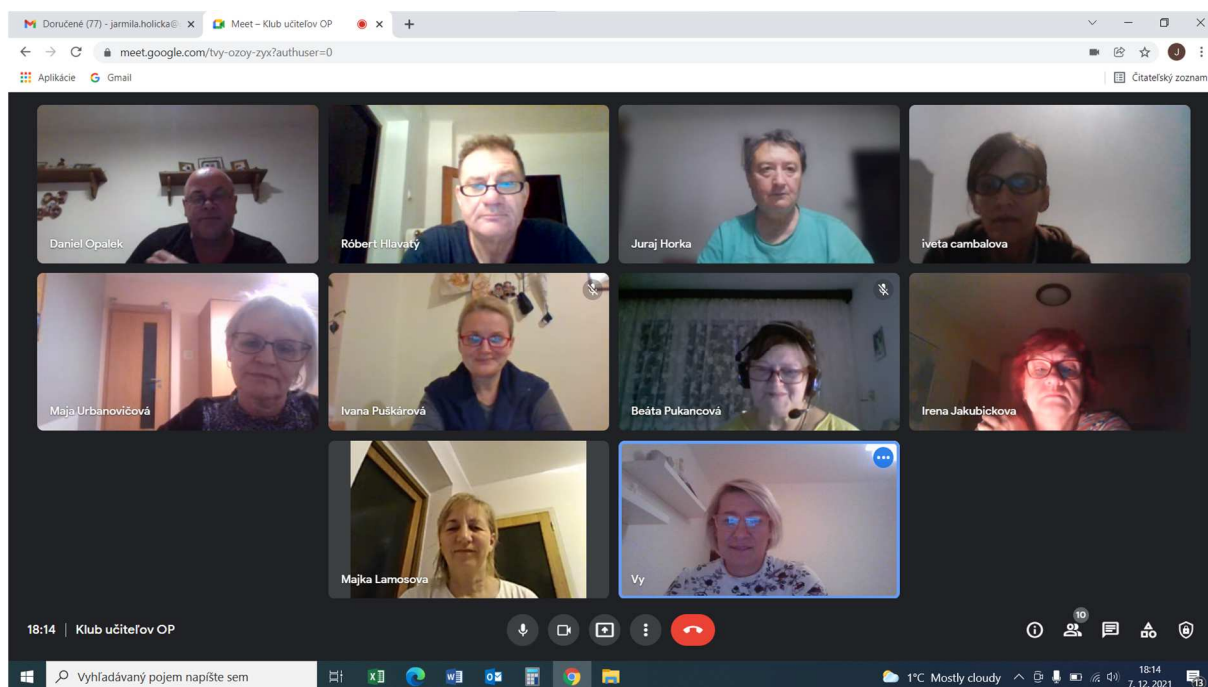 Doručené (77) - jarmila.holicka@
Meet – Klub učiteľov OP
meet.google.com/tvy-ozoy-zyx?authuser=0
J
Aplikácie
Gmail
Čitateľský zoznam
Daniel Opalek
Róbert Hlavatý
Juraj Horka
iveta cambalova
Maja Urbanovičová
Ivana Puškárová
Beáta Pukancová
Irena Jakubickova
Majka Lamosova
Vy
18:14 | Klub učiteľov OP
10
Vyhľadávaný pojem napíšte sem
1°C Mostly cloudy
18:14
7. 12. 2021
13